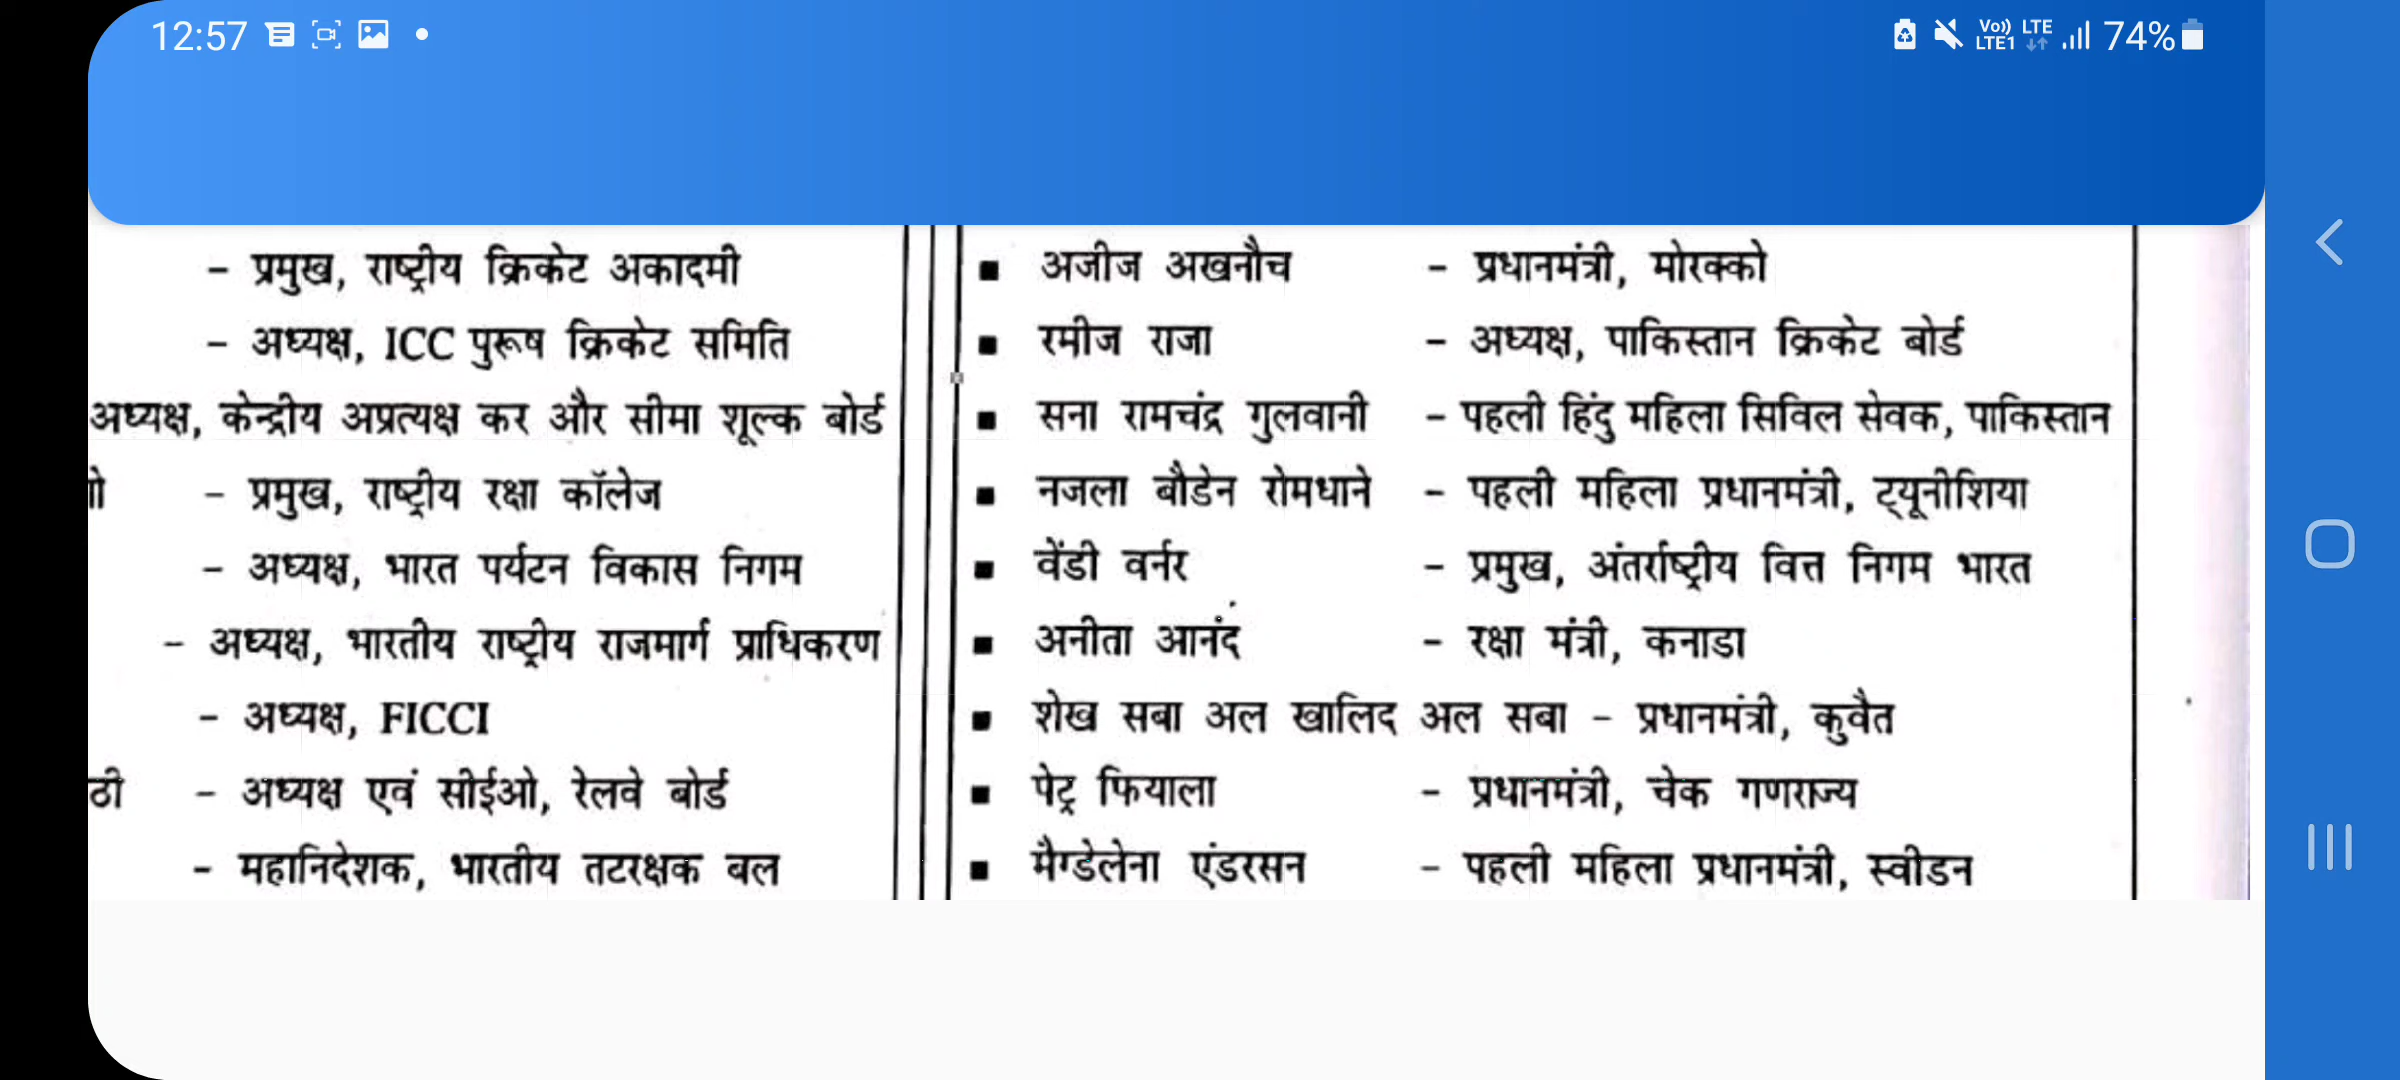 12:57
Vo)) LTE1 LTE 74%
- प्रमुख, राष्ट्रीय क्रिकेट अकादमी
- अध्यक्ष, ICC पुरूष क्रिकेट समिति
अध्यक्ष, केन्द्रीय अप्रत्यक्ष कर और सीमा शूल्क बोर्ड
- प्रमुख, राष्ट्रीय रक्षा कॉलेज
- अध्यक्ष, भारत पर्यटन विकास निगम
- अध्यक्ष, भारतीय राष्ट्रीय राजमार्ग प्राधिकरण
- अध्यक्ष, FICCI
ठी - अध्यक्ष एवं सीईओ, रेलवे बोर्ड
- महानिदेशक, भारतीय तटरक्षक बल
▪ अजीज अखनौच - प्रधानमंत्री, मोरक्को
▪ रमीज राजा - अध्यक्ष, पाकिस्तान क्रिकेट बोर्ड
▪ सना रामचंद्र गुलवानी - पहली हिंदु महिला सिविल सेवक, पाकिस्तान
▪ नजला बौडेन रोमधाने - पहली महिला प्रधानमंत्री, ट्यूनीशिया
▪ वेंडी वर्नर - प्रमुख, अंतर्राष्ट्रीय वित्त निगम भारत
▪ अनीता आनंद - रक्षा मंत्री, कनाडा
▪ शेख सबा अल खालिद अल सबा - प्रधानमंत्री, कुवैत
▪ पेट्र फियाला - प्रधानमंत्री, चेक गणराज्य
▪ मैग्डेलेना एंडरसन - पहली महिला प्रधानमंत्री, स्वीडन